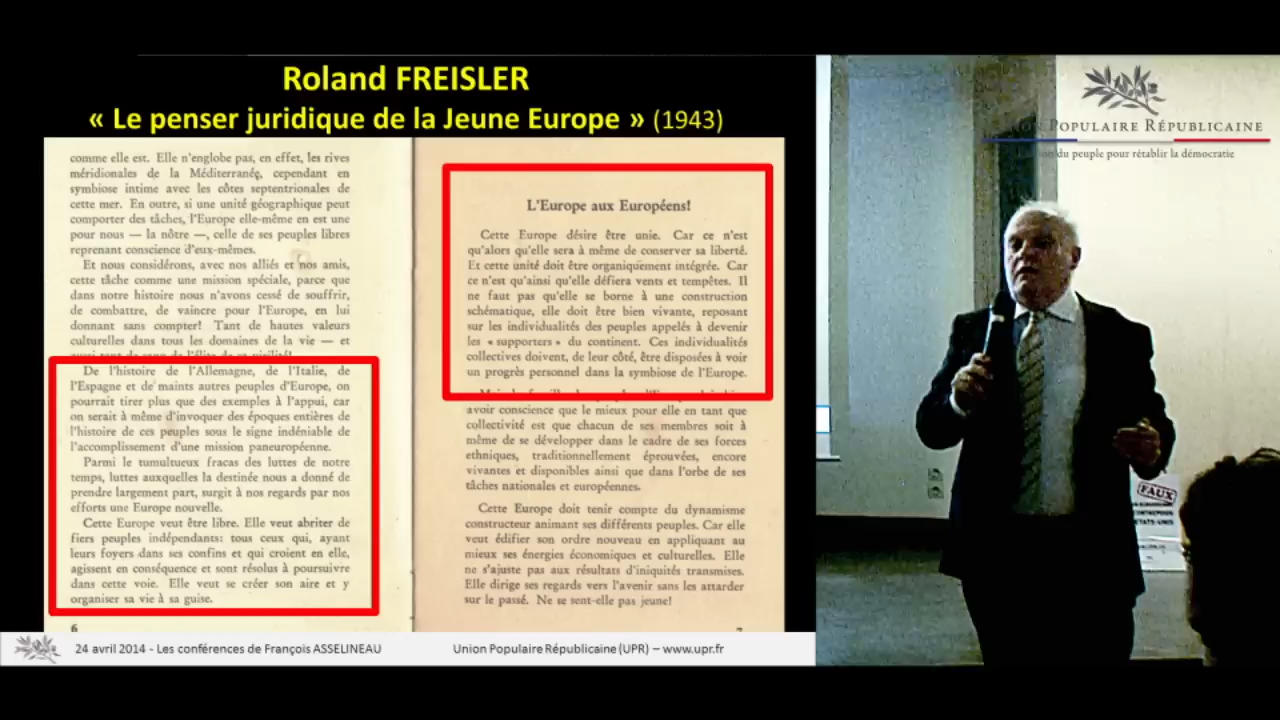 Roland FREISLER
« Le penser juridique de la Jeune Europe » (1943)
comme elle est. Elle n'englobe pas, en effet, les rives
méridionales de la Méditerranée, cependant en
symbiose intime avec les côtes septentrionales de
cette mer. En outre, si une unité géographique peut
comporter des tâches, l'Europe elle-même en est une
pour nous — la nôtre —, celle de ses peuples libres
reprenant conscience d'eux-mêmes.
Et nous considérons, avec nos alliés et nos amis,
cette tâche comme une mission spéciale, parce que
dans notre histoire nous n'avons cessé de souffrir,
de combattre, de vaincre pour l'Europe, en lui
donnant sans compter! Tant de hautes valeurs
culturelles dans tous les domaines de la vie — et
De l'histoire de l'Allemagne, de l'Italie, de
l'Espagne et de maints autres peuples d'Europe, on
pourrait tirer plus que des exemples à l'appui, car
on serait à même d'invoquer des époques entières de
l'histoire de ces peuples sous le signe indéniable de
l'accomplissement d'une mission paneuropéenne.
Parmi le tumultueux fracas des luttes de notre
temps, luttes auxquelles la destinée nous a donné de
prendre largement part, surgit à nos regards par nos
efforts une Europe nouvelle.
Cette Europe veut être libre. Elle veut abriter de
fiers peuples indépendants: tous ceux qui, ayant
leurs foyers dans ses confins et qui croient en elle,
agissent en conséquence et sont résolus à poursuivre
dans cette voie. Elle veut se créer son aire et y
organiser sa vie à sa guise.
6
L'Europe aux Européens!
Cette Europe désire être unie. Car ce n'est
qu'alors qu'elle sera à même de conserver sa liberté.
Et cette unité doit être organiquement intégrée. Car
ce n'est qu'ainsi qu'elle défiera vents et tempêtes. Il
ne faut pas qu'elle se borne à une construction
schématique, elle doit être bien vivante, reposant
sur les individualités des peuples appelés à devenir
les « supporters » du continent. Ces individualités
collectives doivent, de leur côté, être disposées à voir
un progrès personnel dans la symbiose de l'Europe.
avoir conscience que le mieux pour elle en tant que
collectivité est que chacun de ses membres soit à
même de se développer dans le cadre de ses forces
ethniques, traditionnellement éprouvées, encore
vivantes et disponibles ainsi que dans l'orbe de ses
tâches nationales et européennes.
Cette Europe doit tenir compte du dynamisme
constructeur animant ses différents peuples. Car elle
veut édifier son ordre nouveau en appliquant au
mieux ses énergies économiques et culturelles. Elle
ne s'ajuste pas aux résultats d'iniquités transmises.
Elle dirige ses regards vers l'avenir sans les attarder
sur le passé. Ne se sent-elle pas jeune!
24 avril 2014 - Les conférences de François ASSELINEAU
Union Populaire Républicaine (UPR) – www.upr.fr
Populaire Républicaine
du peuple pour rétablir la démocratie
FAUX